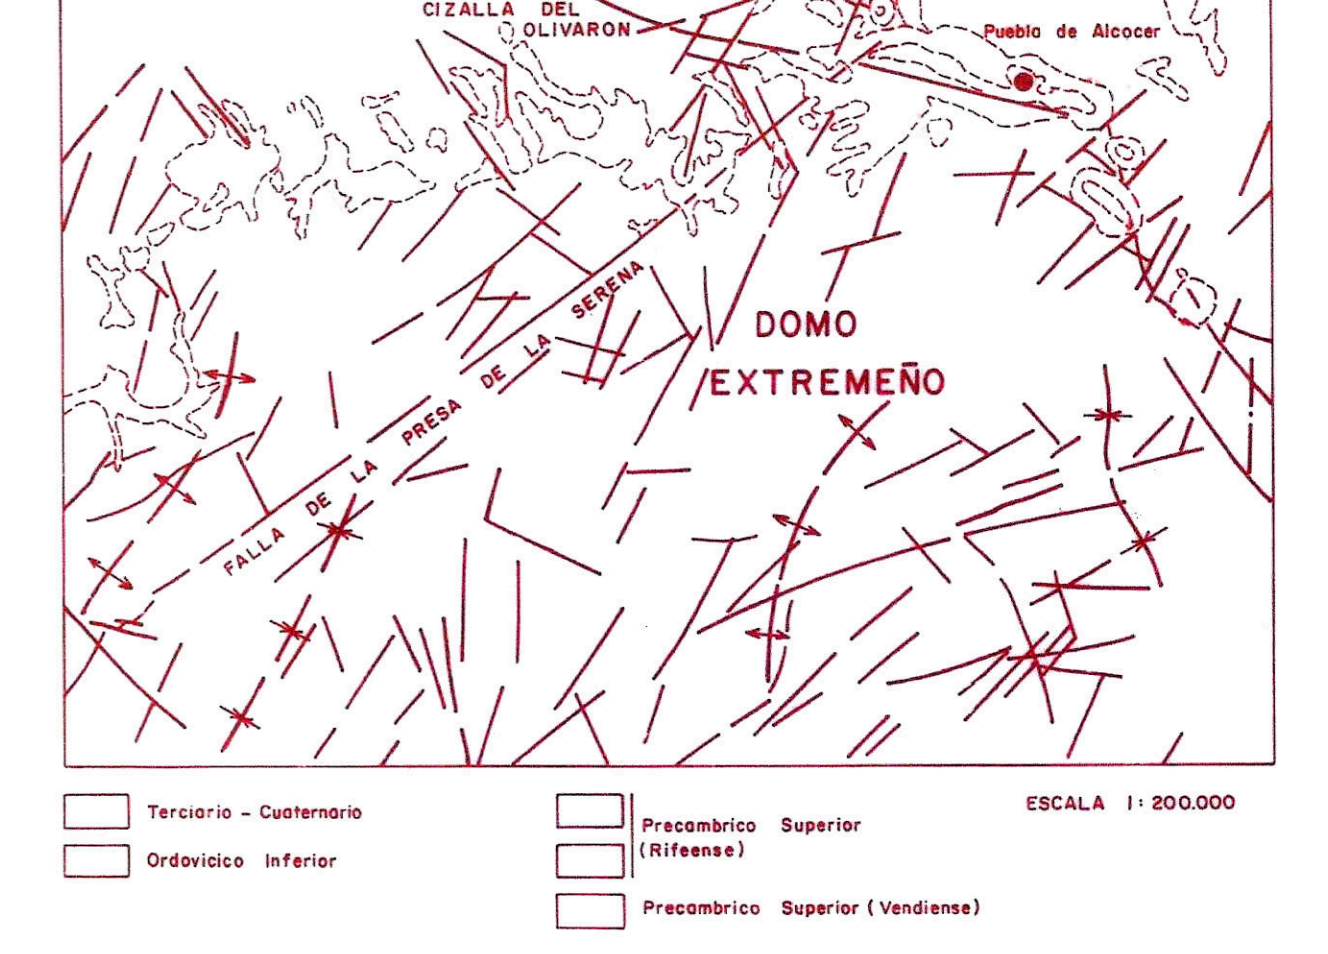 CIZALLA DEL
OLIVARON
Puebla de Alcocer
DOMO
EXTREMEÑO
FALLA DE LA PRESA DE LA SERENA
Terciario - Cuaternario
Ordovicico Inferior
Precambrico Superior
(Rifeense)
Precambrico Superior (Vendiense)
ESCALA 1:200.000